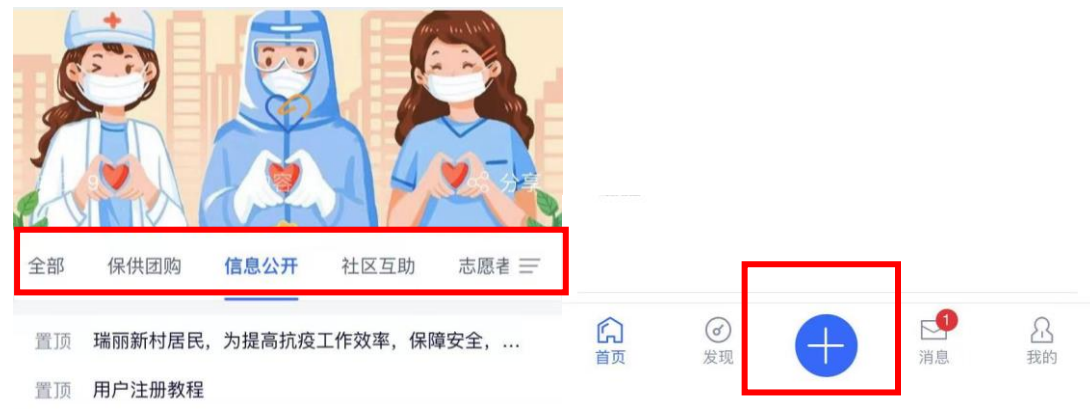 分享
全部 保供团购 信息公开 社区互助 志愿者
置顶 瑞丽新村居民，为提高抗疫工作效率，保障安全，...
置顶 用户注册教程
首页 发现 1 消息 我的